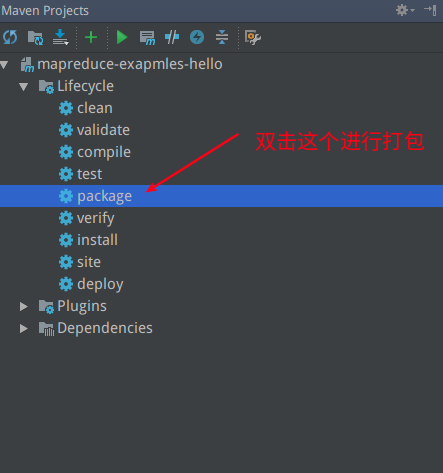 Maven Projects
mapreduce-exapmles-hello
Lifecycle
clean
validate
compile
双击这个进行打包
test
package
verify
install
site
deploy
Plugins
Dependencies